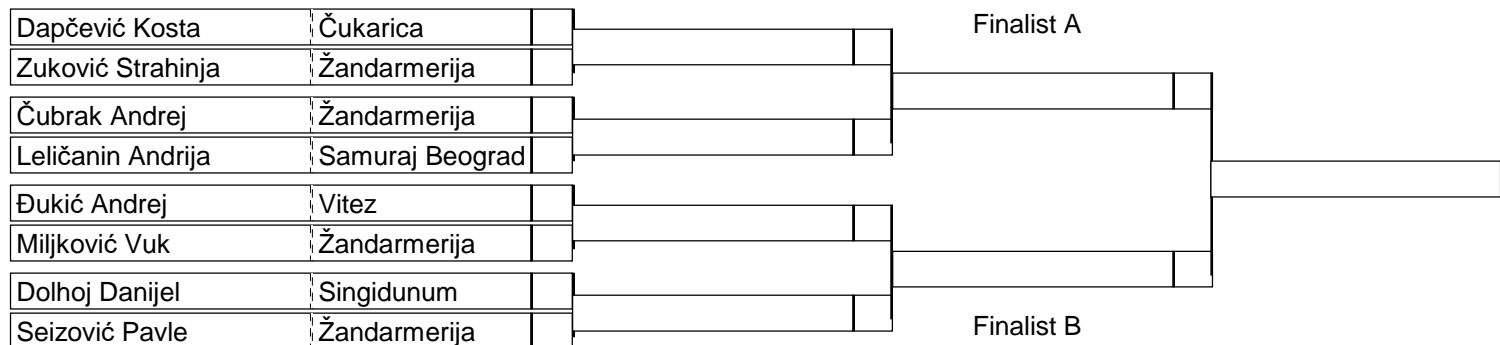 Dapčević Kosta Čukarica
Finalist A
Zuković Strahinja Žandarmerija
Čubrak Andrej Žandarmerija
Leličanin Andrija Samuraj Beograd
Đukić Andrej Vitez
Miljković Vuk Žandarmerija
Dolhoj Danijel Singidunum
Seizović Pavle Žandarmerija
Finalist B